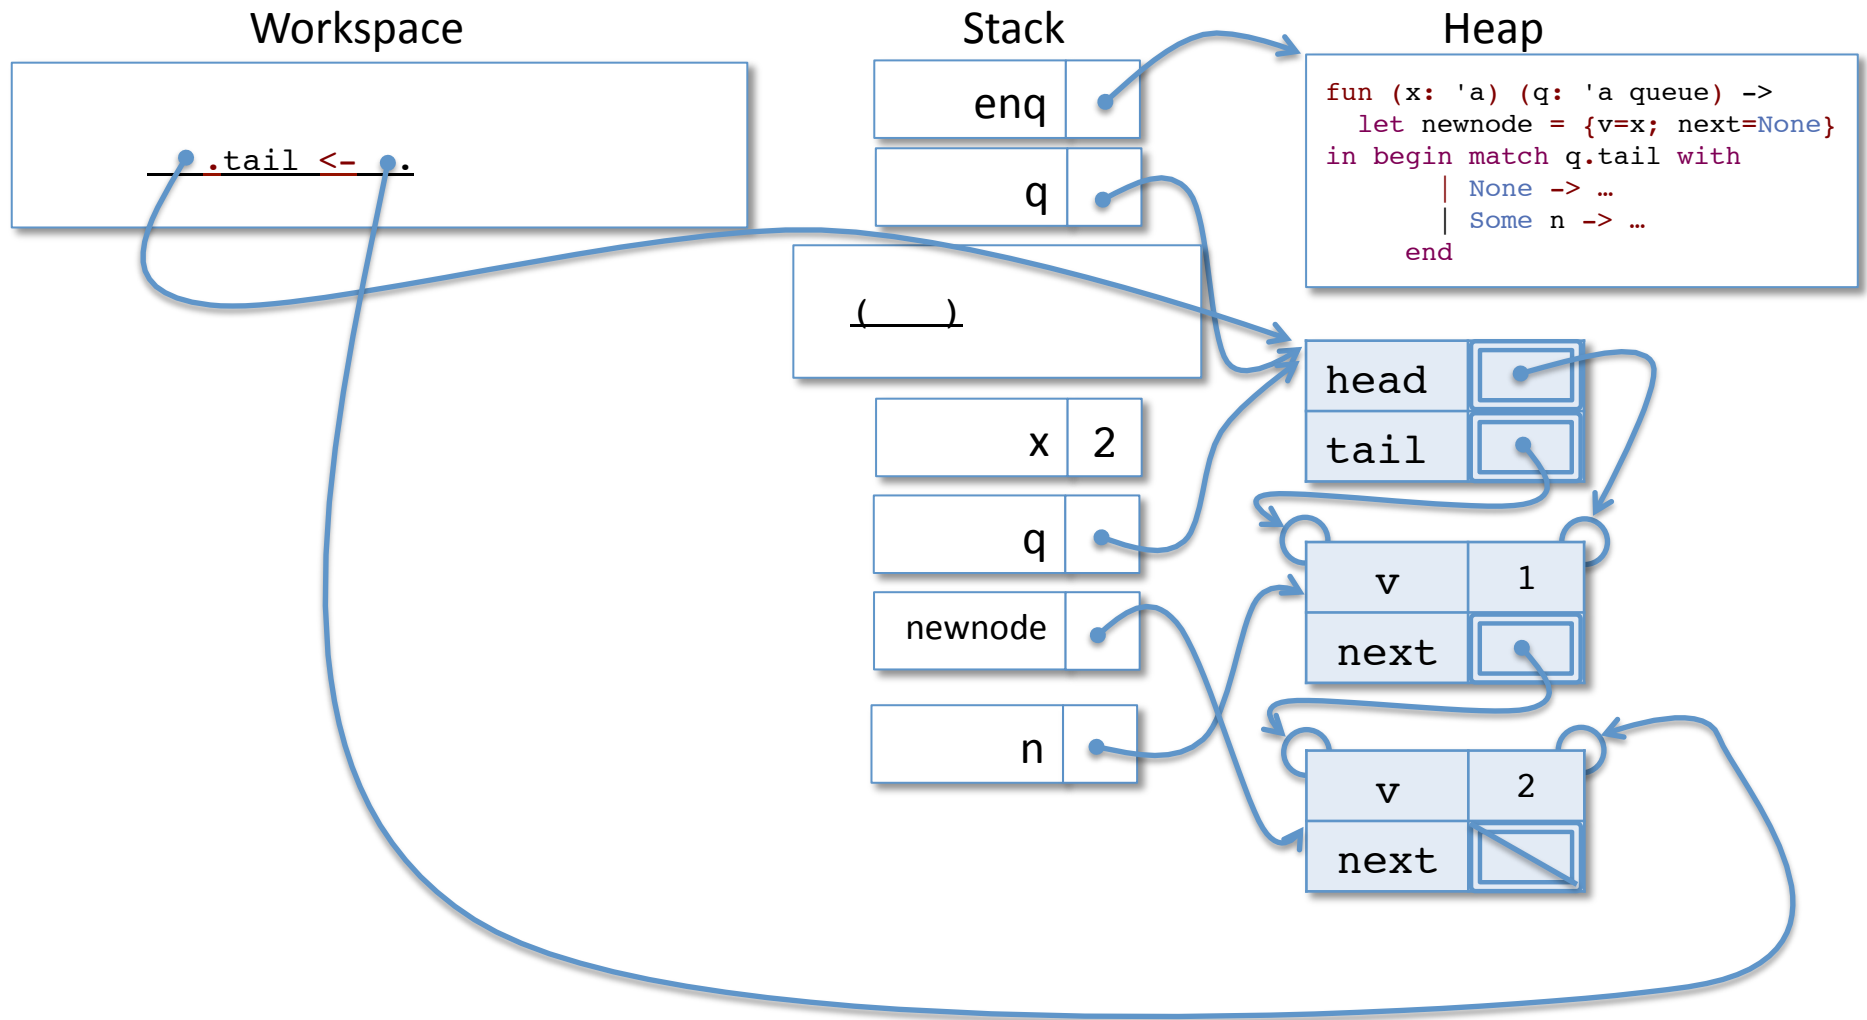 Workspace
Stack
Heap
.tail <- .
enq
q
(    )
x 2
q
newnode
n
fun (x: 'a) (q: 'a queue) ->
let newnode = {v=x; next=None}
in begin match q.tail with
| None -> …
| Some n -> …
end
head
tail
v 1
next
v 2
next